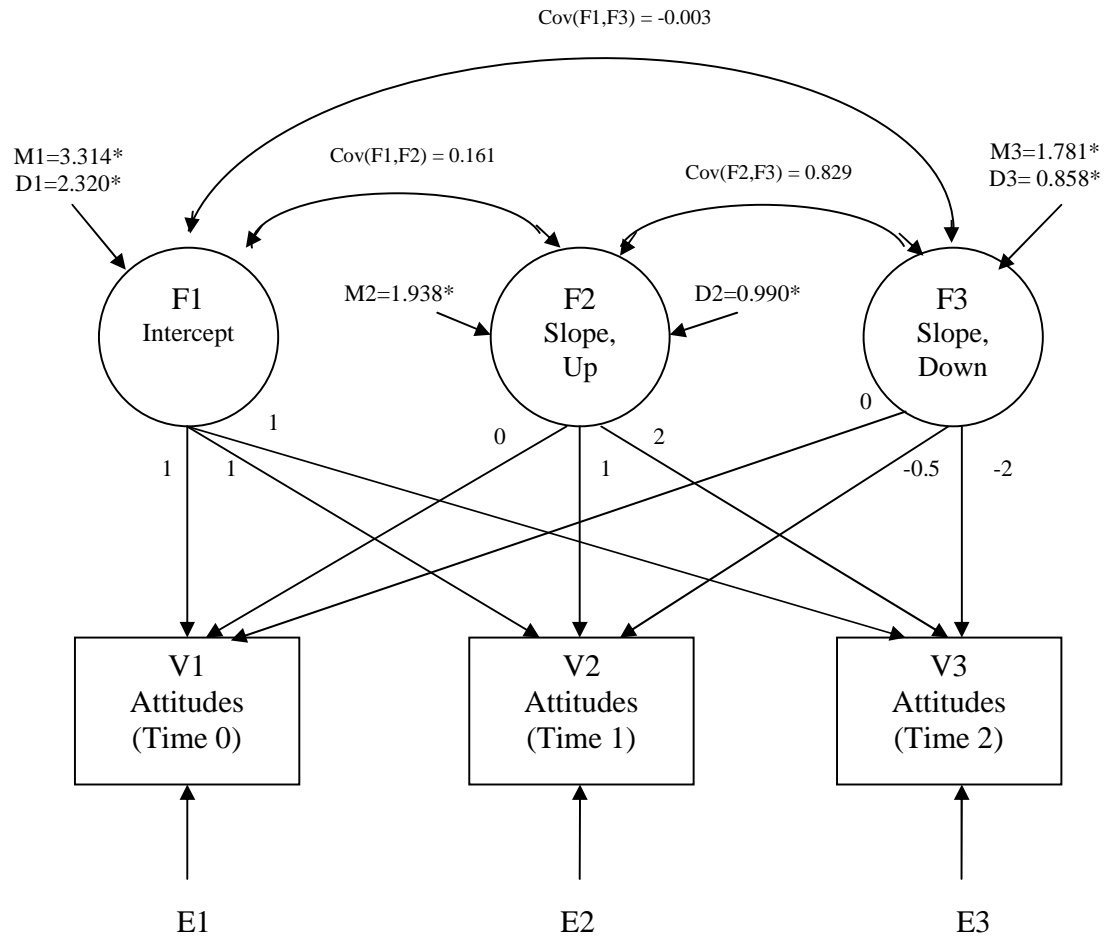 Cov(F1,F3) = -0.003
Cov(F1,F2) = 0.161
Cov(F2,F3) = 0.829
M1=3.314*
D1=2.320*
M3=1.781*
D3= 0.858*
F1
Intercept
M2=1.938*
F2
Slope,
Up
D2=0.990*
F3
Slope,
Down
1
1
1
0
1
2
0
-0.5
-2
V1
Attitudes
(Time 0)
V2
Attitudes
(Time 1)
V3
Attitudes
(Time 2)
E1
E2
E3